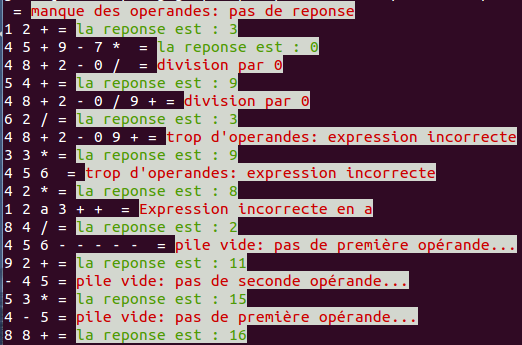 = manque des operandes: pas de reponse
1 2 + = la reponse est : 3
4 5 + 9 - 7 *  = la reponse est : 0
4 8 + 2 - 0 /  = division par 0
5 4 + = la reponse est : 9
4 8 + 2 - 0 / 9 + = division par 0
6 2 / = la reponse est : 3
4 8 + 2 - 0 9 + = trop d'operandes: expression incorrecte
3 3 * = la reponse est : 9
4 5 6  = trop d'operandes: expression incorrecte
4 2 * = la reponse est : 8
1 2 a 3 + +  = Expression incorrecte en a
8 4 / = la reponse est : 2
4 5 6 - - - - -  = pile vide: pas de première opérande...
9 2 + = la reponse est : 11
- 4 5 = pile vide: pas de seconde opérande...
5 3 * = la reponse est : 15
4 - 5 = pile vide: pas de première opérande...
8 8 + = la reponse est : 16